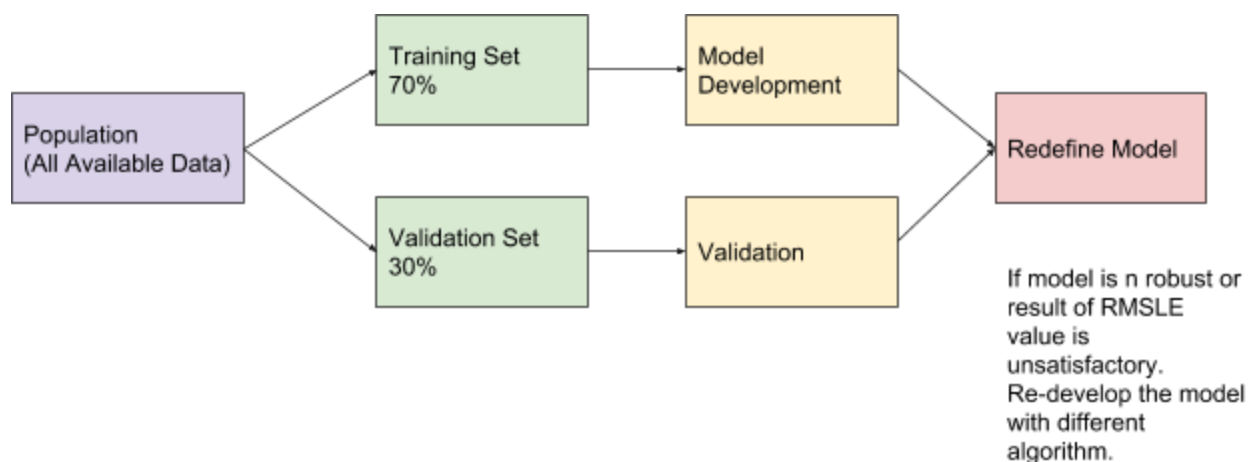 Population
(All Available Data)
Training Set
70%
Validation Set
30%
Model
Development
Validation
Redefine Model
If model is n robust or
result of RMSLE
value is
unsatisfactory.
Re-develop the model
with different
algorithm.